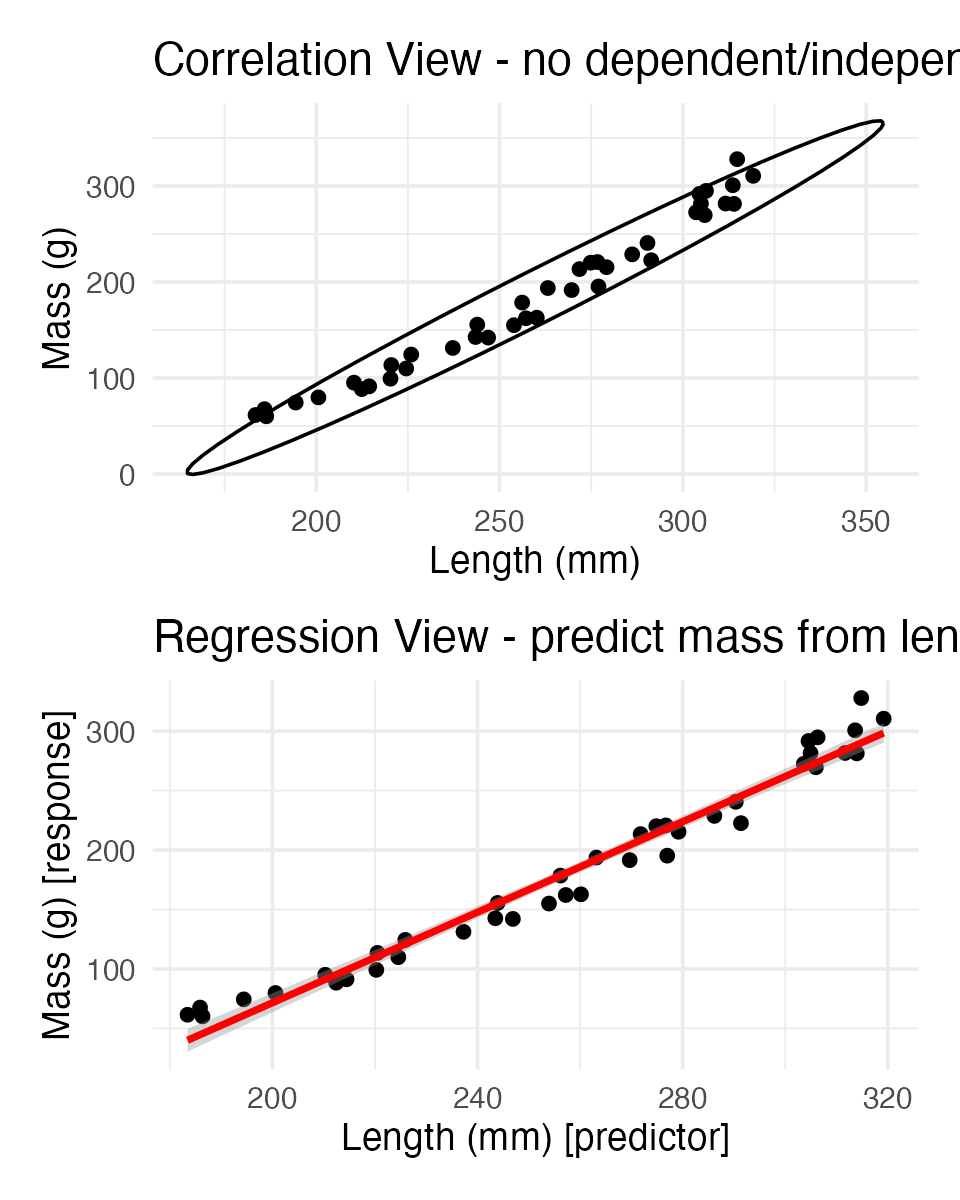 Correlation View - no dependent/indeper
300
200
100
0
Mass (g)
200 250 300 350
Length (mm)
Regression View - predict mass from len
300
200
100
Mass (g) [response]
200 240 280 320
Length (mm) [predictor]